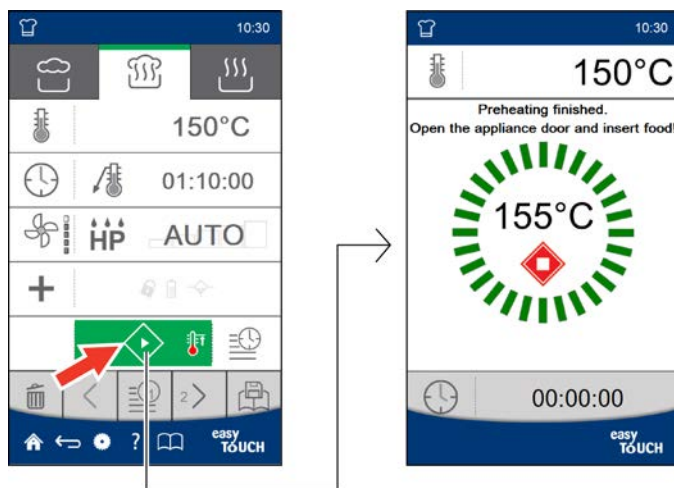 10:30
150°C
01:10:00
HP AUTO
1 2
? easy
TOUCH
10:30
150°C
Preheating finished.
Open the appliance door and insert food!
155°C
00:00:00
easy
TOUCH